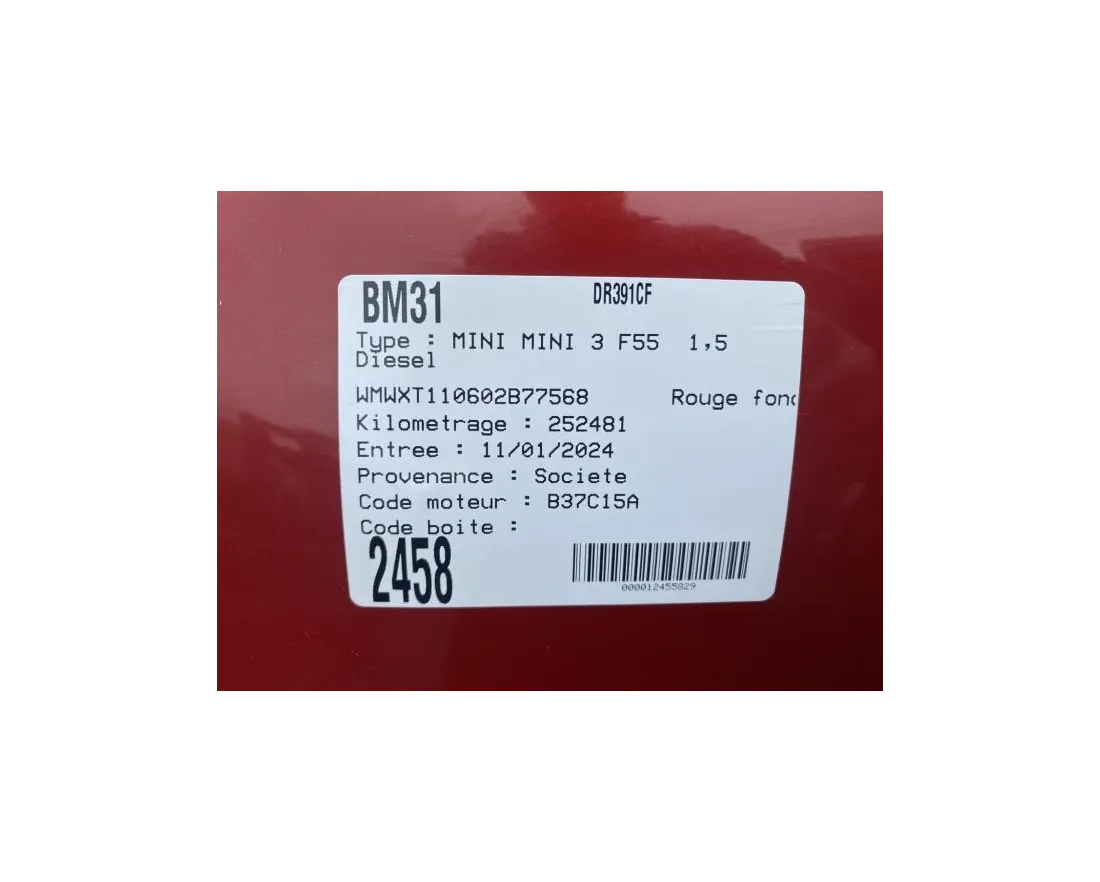 BM31 DR391CF
Type : MINI MINI 3 F55 1,5
Diesel
WMWXT110602B77568 Rouge fonc
Kilometrage : 252481
Entree : 11/01/2024
Provenance : Societe
Code moteur : B37C15A
Code boite :
2458
000012455829